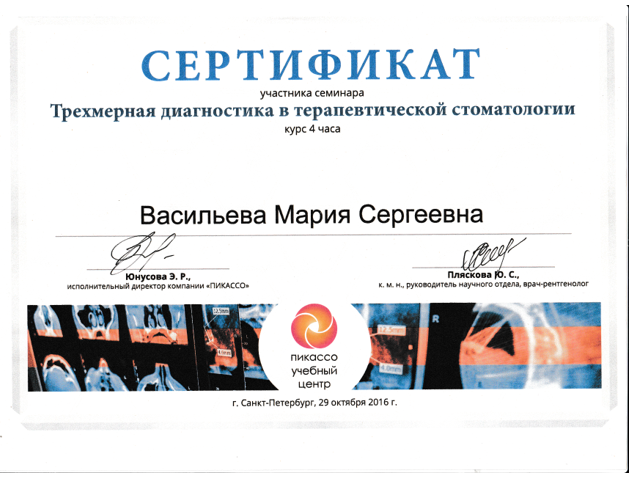 СЕРТИФИКАТ
участника семинара
Трехмерная диагностика в терапевтической стоматологии
курс 4 часа
Васильева Мария Сергеевна
Юнусова Э. Р.,
исполнительный директор компании «ПИКАССО»
Пляскова Ю. С.,
к. м. н., руководитель научного отдела, врач-рентгенолог
R
пикассо
учебный
центр
г. Санкт-Петербург, 29 октября 2016 г.